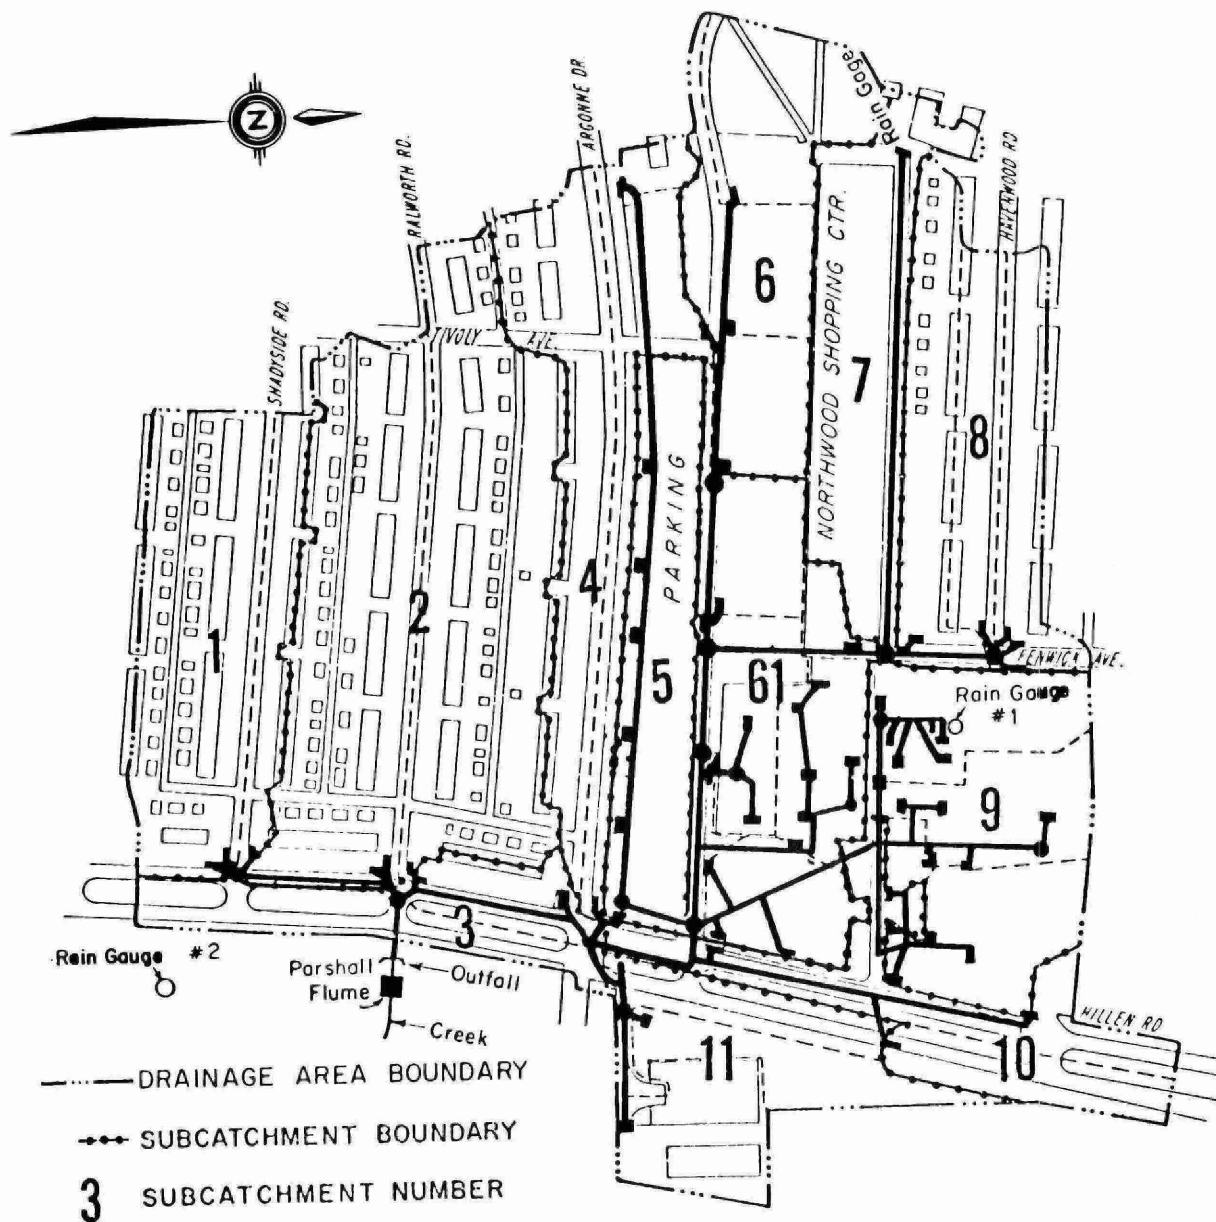 Rain Gage
ARGONNE DR.
Z
RALWORTH RD.
HAVENWOOD RD
NORTHWOOD SHOPPING CTR.
6
7
TIVOLY AVE.
SHADYSIDE RD.
8
PARKING
4
2
1
5
61
FENWICK AVE.
Rain Gauge
#1
9
3
Rain Gauge #2
Parshall
Flume
Outfall
Creek
HILLEN RD
10
11
DRAINAGE AREA BOUNDARY
SUBCATCHMENT BOUNDARY
3 SUBCATCHMENT NUMBER